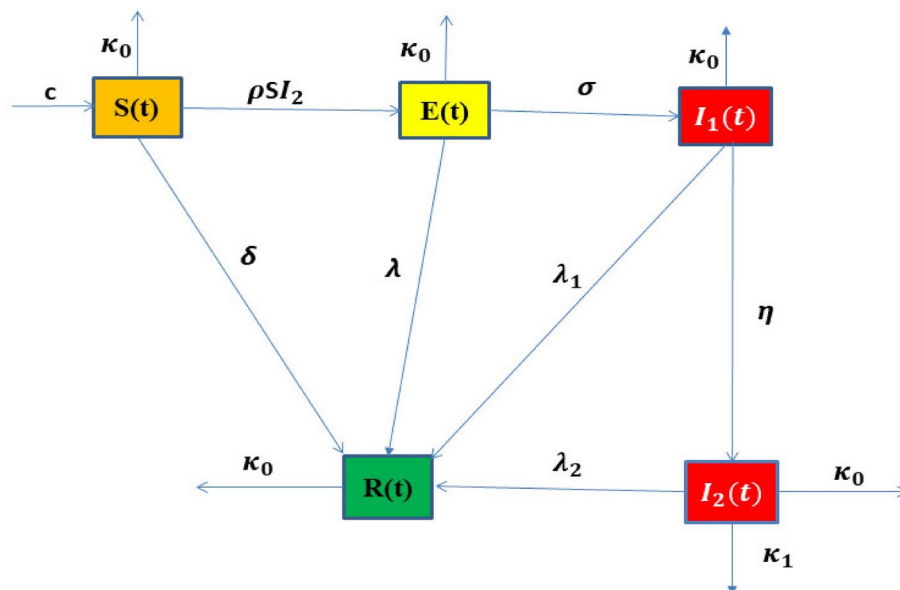 κ₀
κ₀
κ₀
c
S(t)
ρSI₂
E(t)
σ
I₁(t)
δ
λ
λ₁
η
κ₀
R(t)
λ₂
I₂(t)
κ₀
κ₁